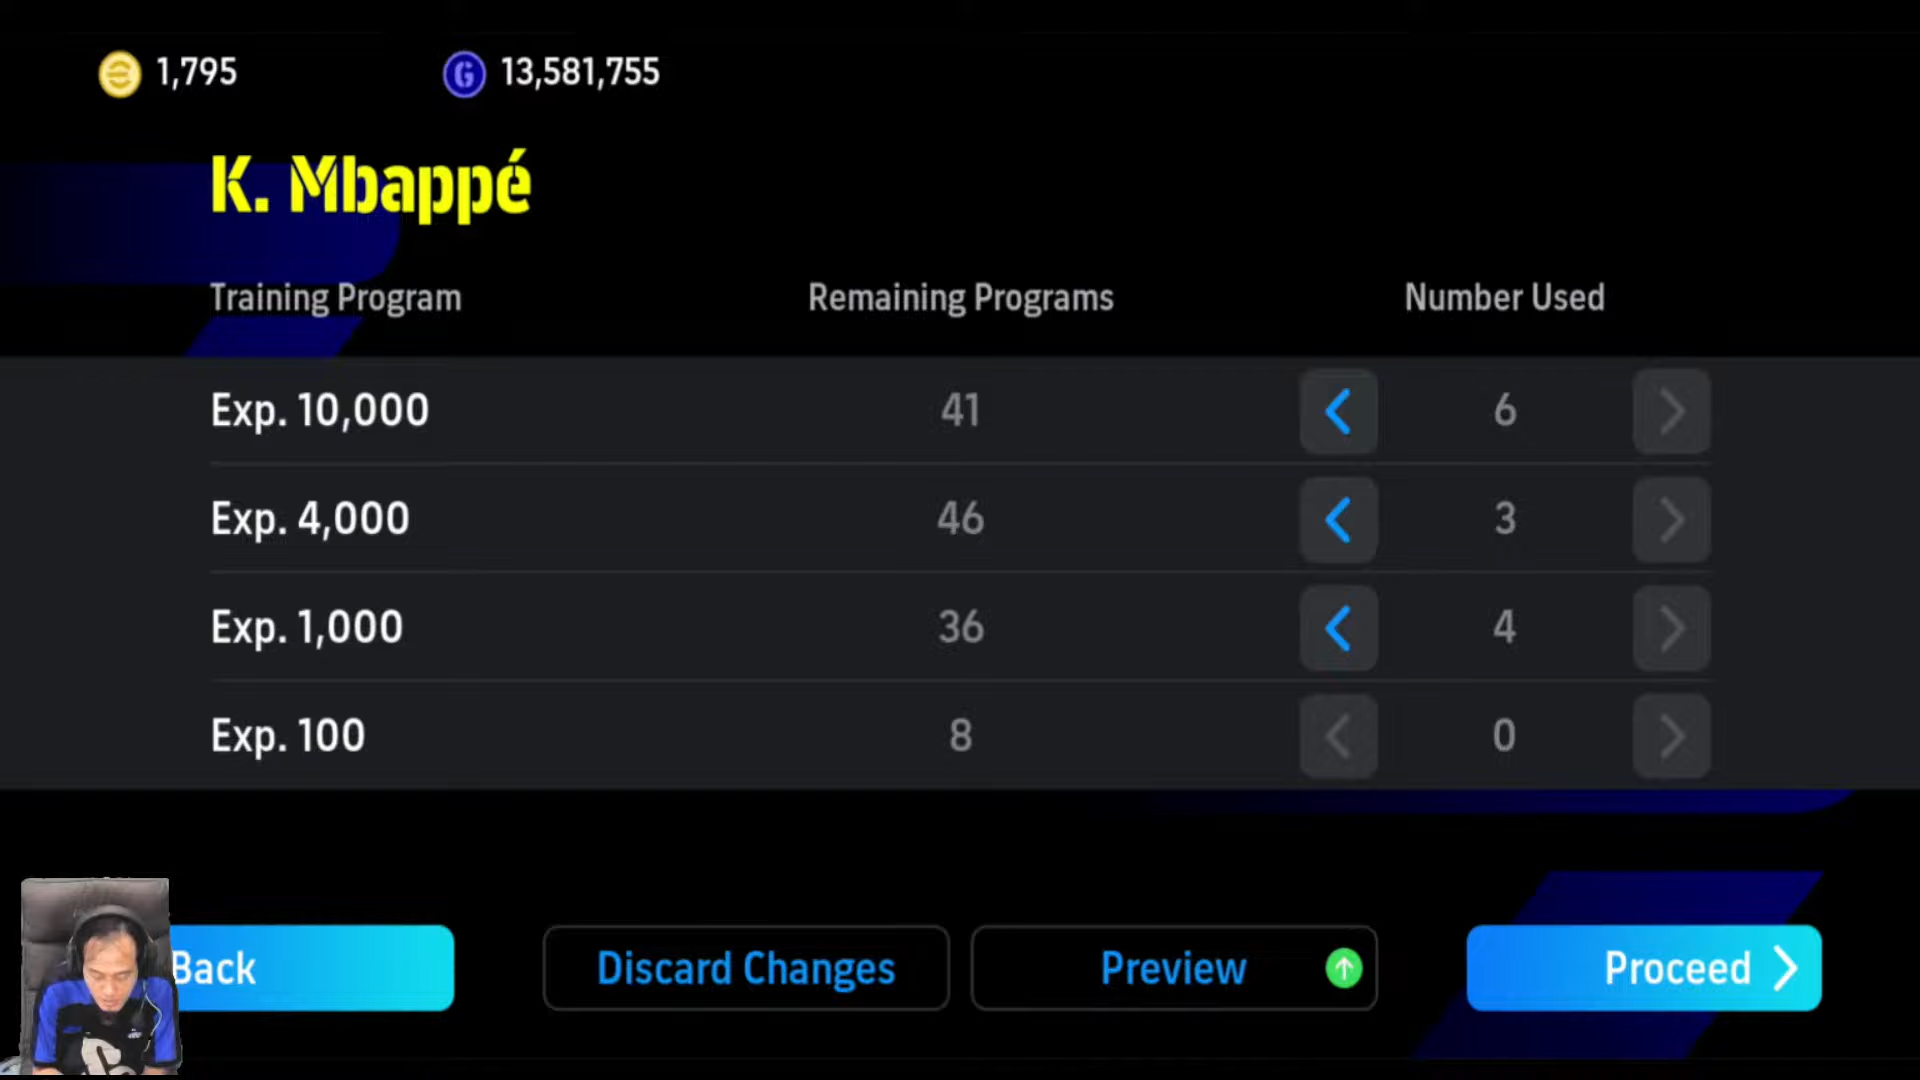 1,795
13,581,755
K. Mbappé
Training Program Remaining Programs Number Used
Exp. 10,000 41 6
Exp. 4,000 46 3
Exp. 1,000 36 4
Exp. 100 8 0
Back Discard Changes Preview Proceed